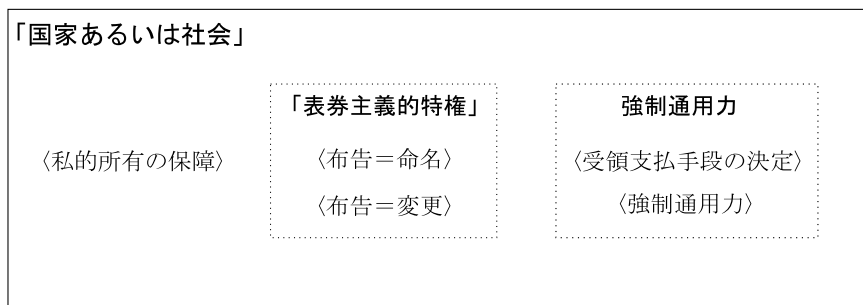 「国家あるいは社会」
「表券主義的特権」
強制通用力
〈私的所有の保障〉
〈布告＝命名〉
〈受領支払手段の決定〉
〈布告＝変更〉
〈強制通用力〉